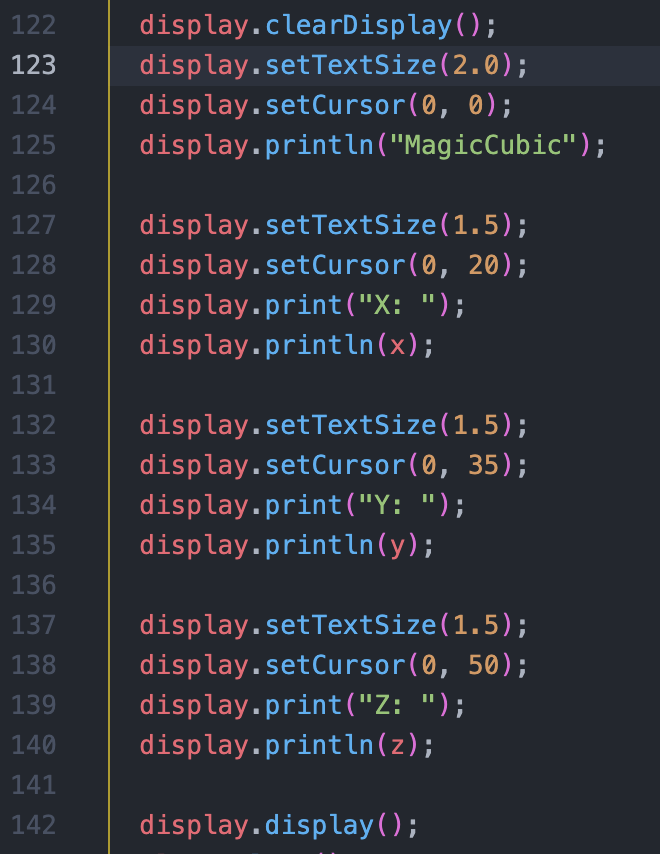 122 display.clearDisplay();
123 display.setTextSize(2.0);
124 display.setCursor(0, 0);
125 display.println("MagicCubic");
126
127 display.setTextSize(1.5);
128 display.setCursor(0, 20);
129 display.print("X: ");
130 display.println(x);
131
132 display.setTextSize(1.5);
133 display.setCursor(0, 35);
134 display.print("Y: ");
135 display.println(y);
136
137 display.setTextSize(1.5);
138 display.setCursor(0, 50);
139 display.print("Z: ");
140 display.println(z);
141
142 display.display();